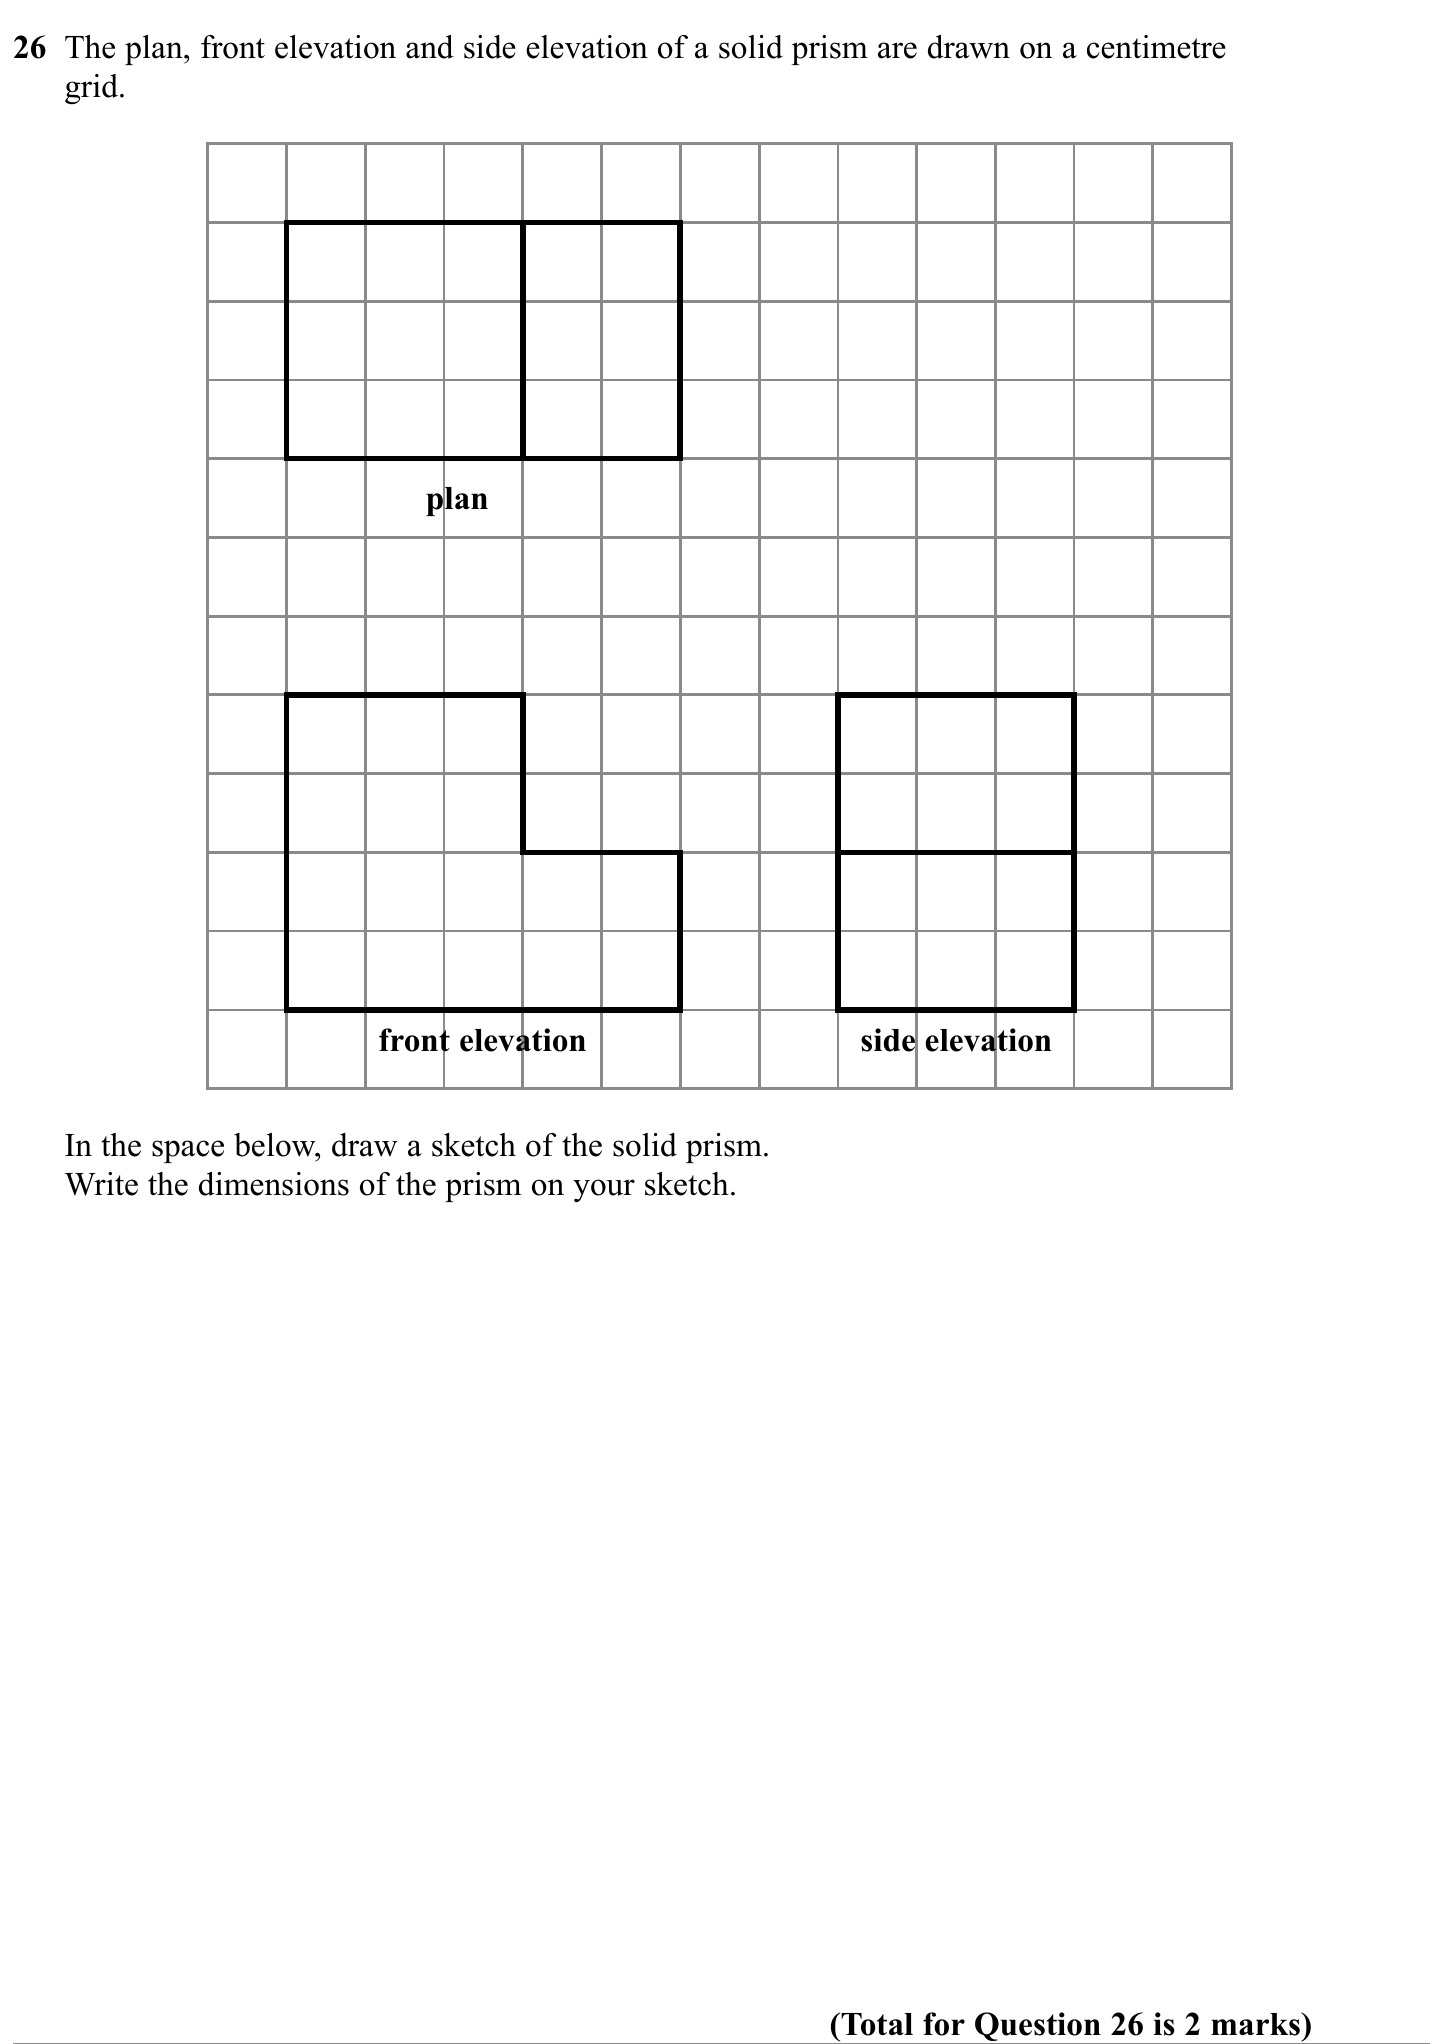 26 The plan, front elevation and side elevation of a solid prism are drawn on a centimetre
grid.
plan
front elevation
side elevation
In the space below, draw a sketch of the solid prism.
Write the dimensions of the prism on your sketch.
(Total for Question 26 is 2 marks)